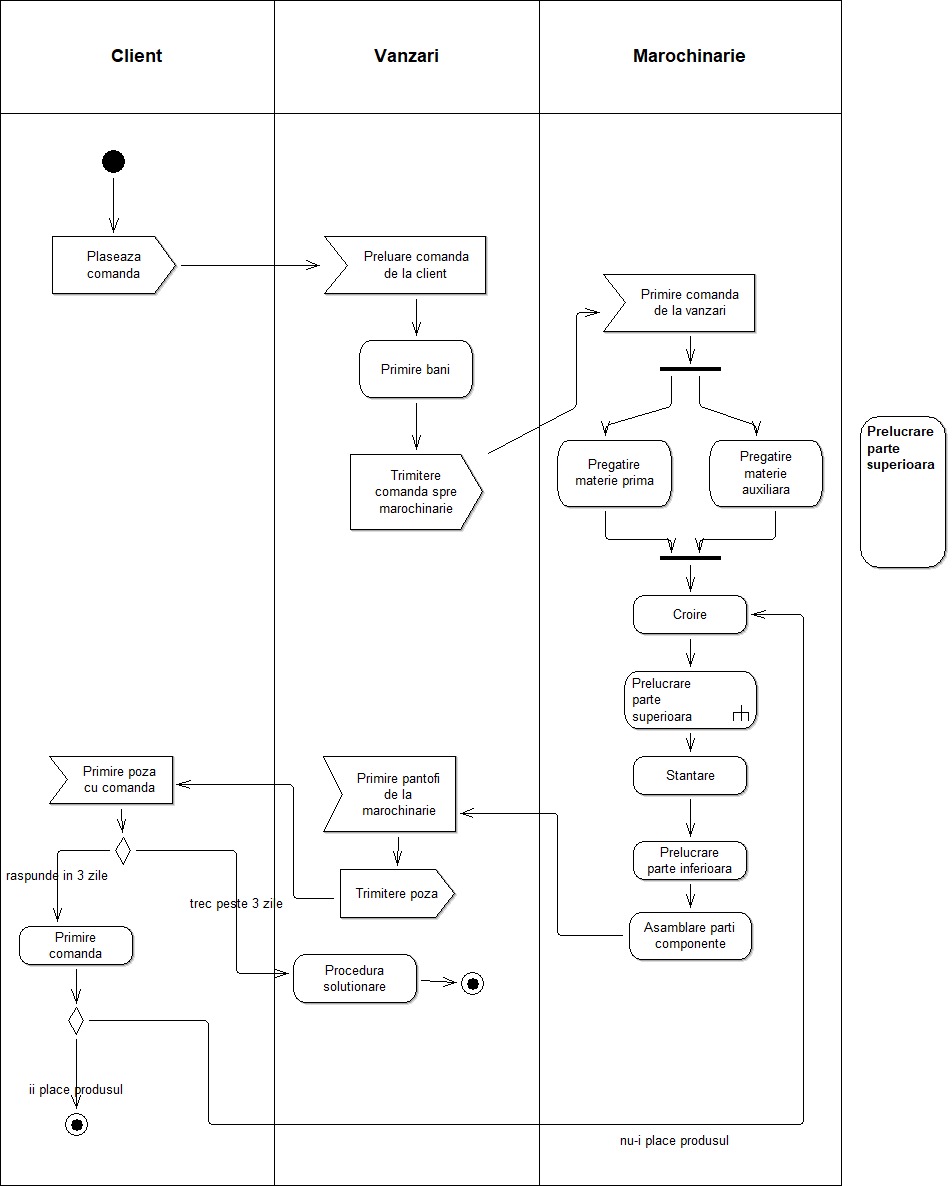 Client
Vanzari
Marochinarie
Plaseaza
comanda
Preluare comanda
de la client
Primire comanda
de la vanzari
Primire bani
Trimitere
comanda spre
marochinarie
Pregatire
materie prima
Pregatire
materie
auxiliara
Prelucrare
parte
superioara
Croire
Prelucrare
parte
superioara
Stantare
Primire poza
cu comanda
Primire pantofi
de la
marochinarie
Prelucrare
parte inferioara
raspunde in 3 zile
trec peste 3 zile
Trimitere poza
Asamblare parti
componente
Primire
comanda
Procedura
solutionare
ii place produsul
nu-i place produsul